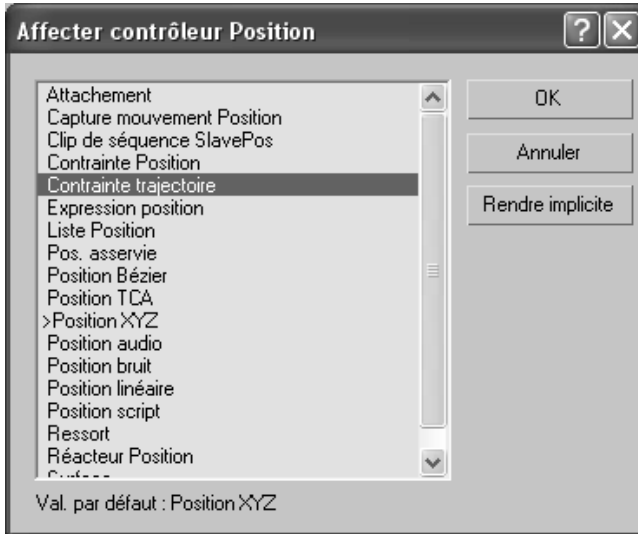 Affecter contrôleur Position
Attachement
Capture mouvement Position
Clip de séquence SlavePos
Contrainte Position
Contrainte trajectoire
Expression position
Liste Position
Pos. asservie
Position Bézier
Position TCA
>Position XYZ
Position audio
Position bruit
Position linéaire
Position script
Ressort
Réacteur Position
OK
Annuler
Rendre implicite
Val. par défaut : Position XYZ